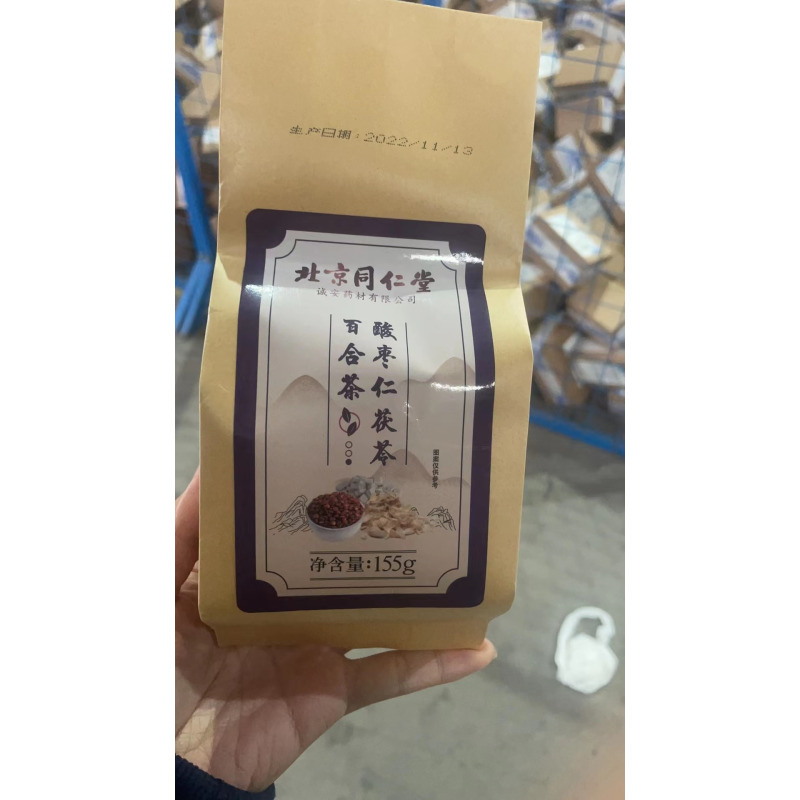 生产日期：2022/11/13
北京同仁堂
诚安药材有限公司
酸枣仁茯苓
百合茶
图案仅供参考
净含量：155g